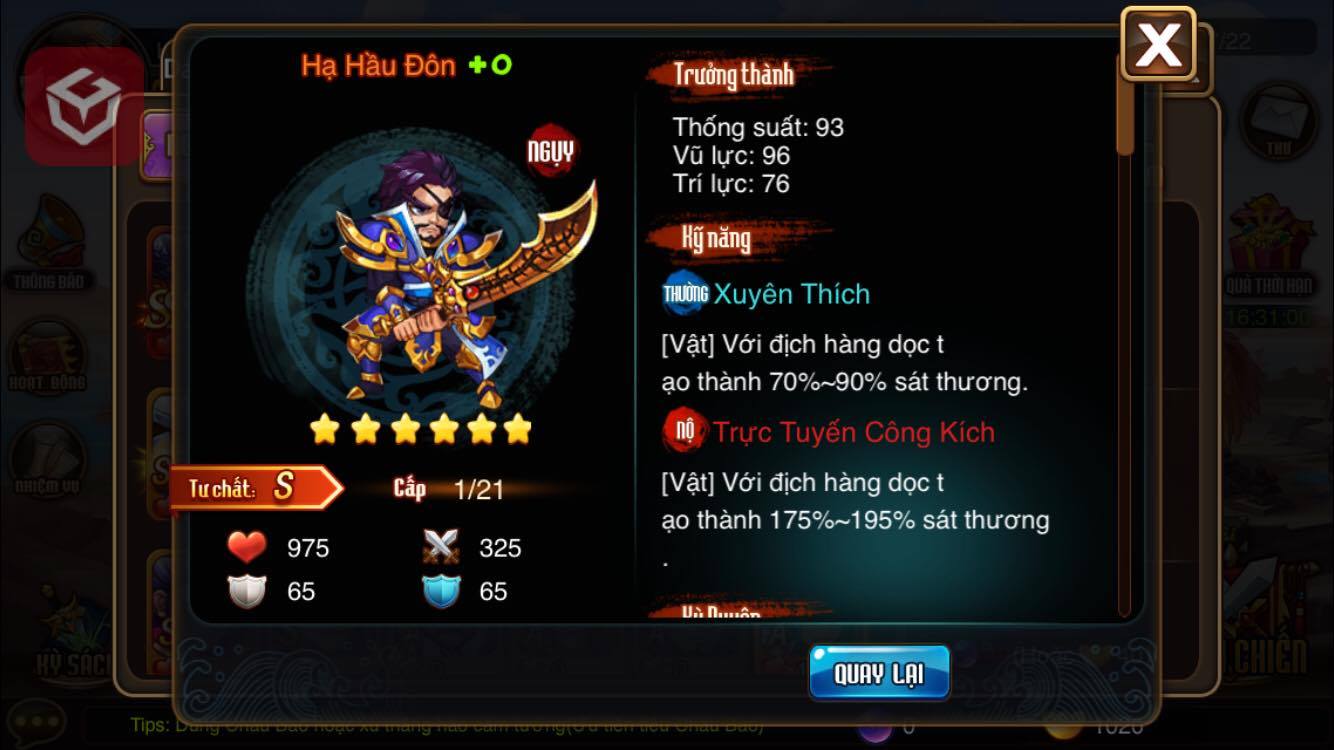 Hạ Hầu Đôn +0
NGỤY
Tư chất: S
Cấp 1/21
975
325
65
65
Trưởng thành
Thống suất: 93
Vũ lực: 96
Trí lực: 76
Kỹ năng
THƯỜNG Xuyên Thích
[Vật] Với địch hàng dọc t
ạo thành 70%~90% sát thương.
NỘ Trực Tuyến Công Kích
[Vật] Với địch hàng dọc t
ạo thành 175%~195% sát thương
.
QUAY LẠI
X
/22
THƯ
THÔNG BÁO
HOẠT ĐỘNG
NHIỆM VỤ
QUÀ THỜI HẠN
16:31:00
CHIẾN
Tips:
0
1020